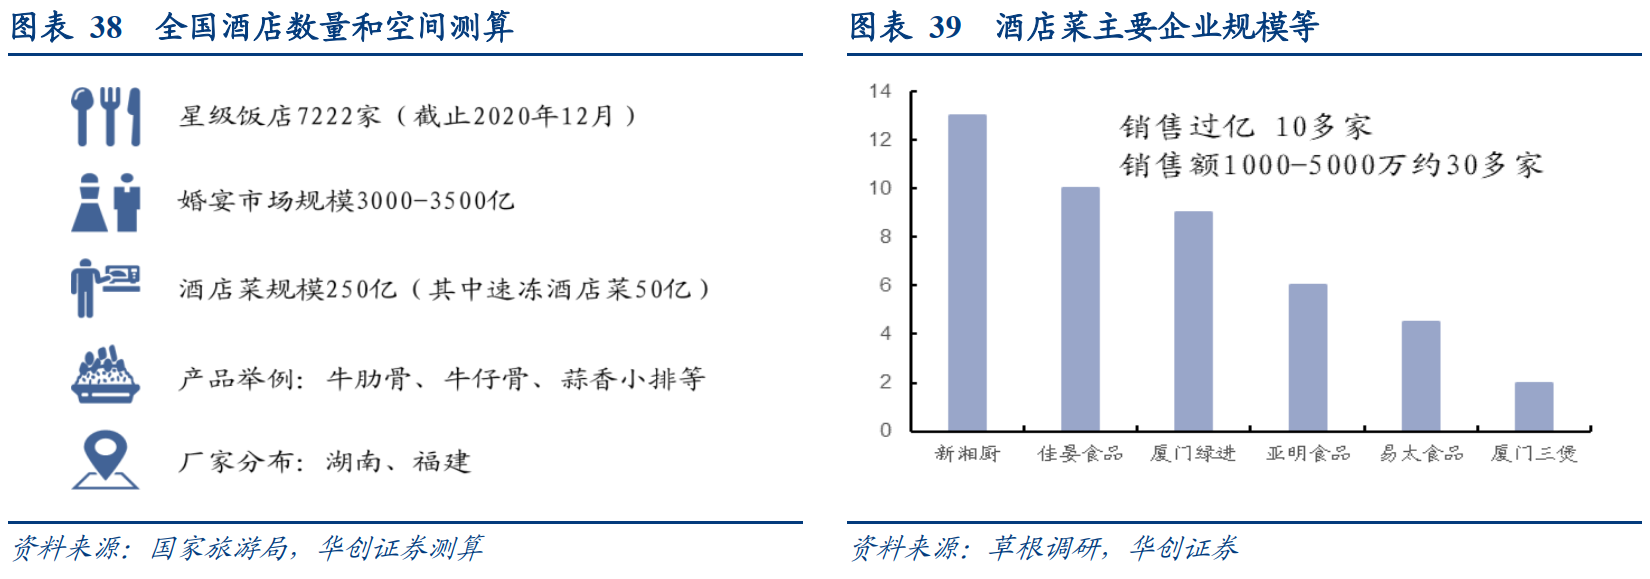 图表 38 全国酒店数量和空间测算
星级饭店7222家（截止2020年12月）
婚宴市场规模3000-3500亿
酒店菜规模250亿（其中速冻酒店菜50亿）
产品举例：牛肋骨、牛仔骨、蒜香小排等
厂家分布：湖南、福建
资料来源：国家旅游局，华创证券测算
图表 39 酒店菜主要企业规模等
销售过亿 10多家
销售额1000-5000万约30多家
14
12
10
8
6
4
2
0
新湘厨 佳宴食品 厦门绿进 亚明食品 易太食品 厦门三煲
资料来源：草根调研，华创证券